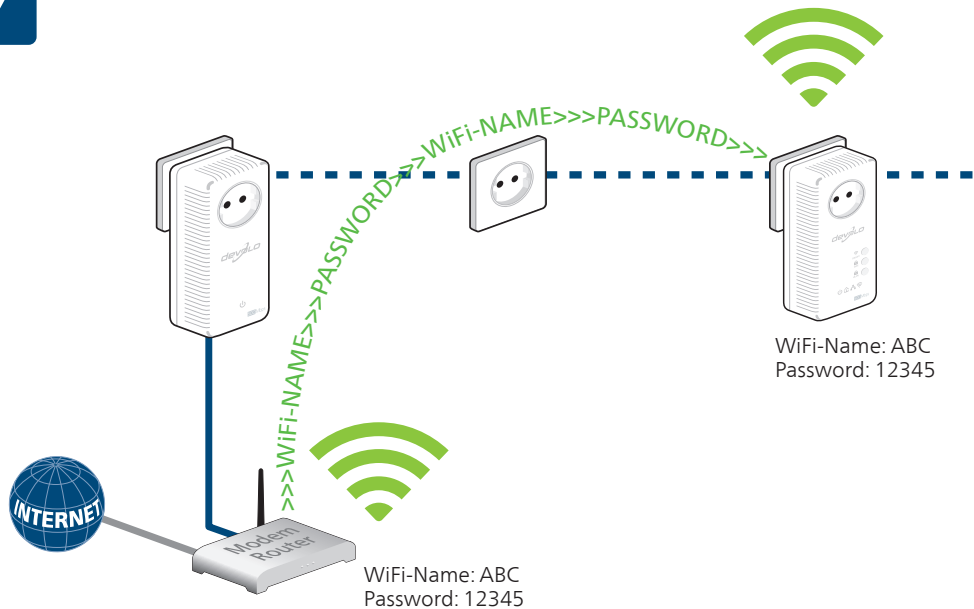 >>>WiFi-NAME>>>PASSWORD>>>WiFi-NAME>>>PASSWORD>>>
devolo
devolo
WiFi-Name: ABC
Password: 12345
INTERNET
Modem
Router
WiFi-Name: ABC
Password: 12345